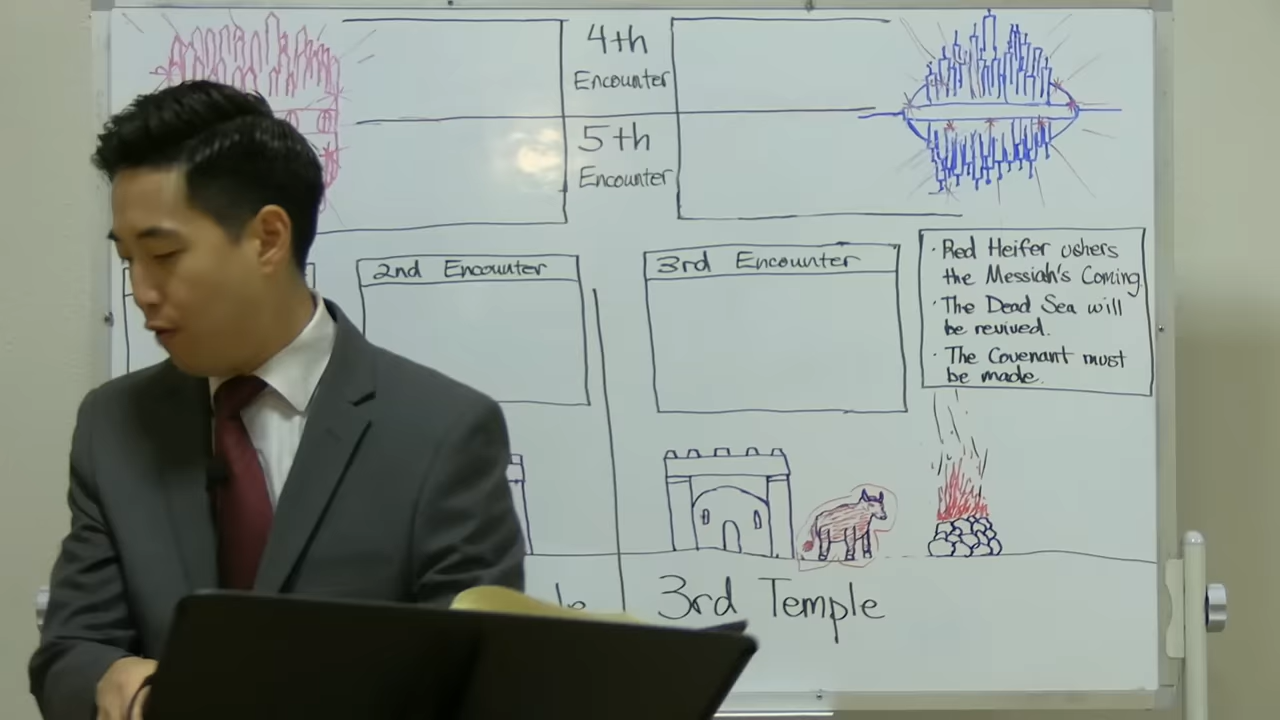 4th
Encounter
5th
Encounter
2nd Encounter
3rd Encounter
· Red Heifer ushers
the Messiah's Coming.
· The Dead Sea will
be revived.
· The Covenant must
be made.
3rd Temple